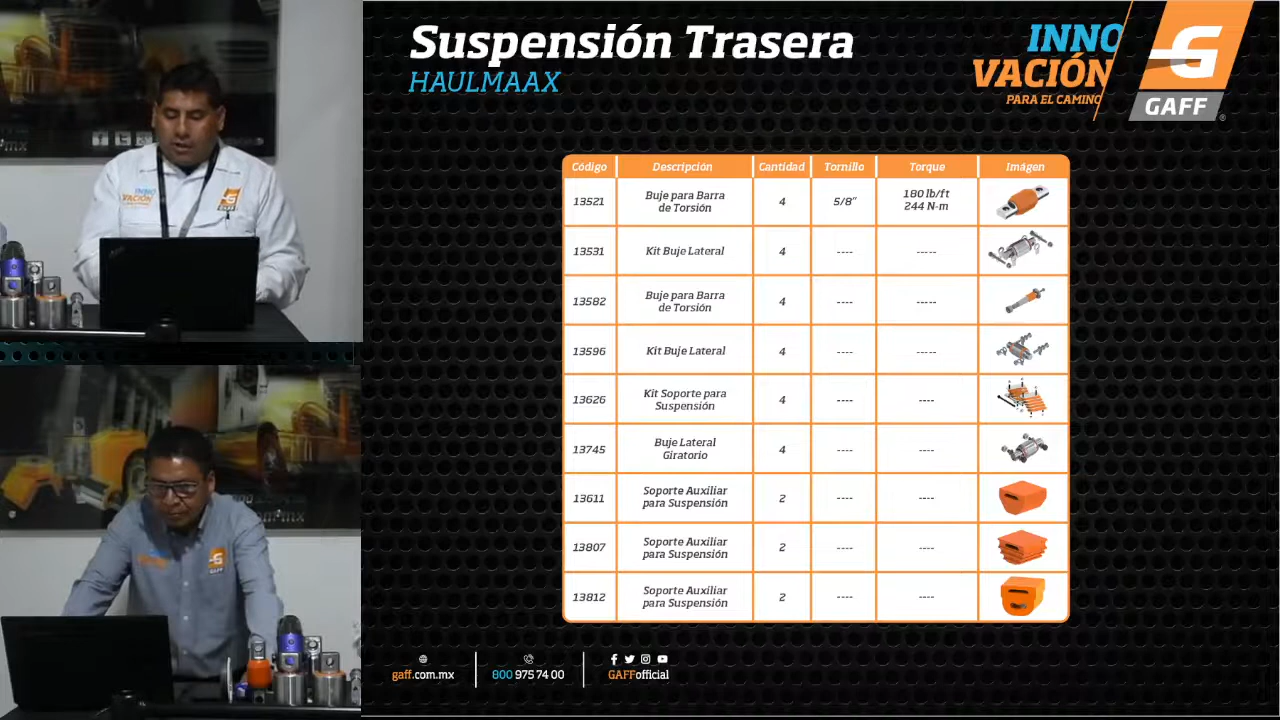 Suspensión Trasera
HAULMAAX
INNO
VACIÓN
PARA EL CAMINO
GAFF
Código Descripción Cantidad Tornillo Torque Imágen
13521 Buje para Barra de Torsión 4 5/8" 180 lb/ft 244 N-m
13531 Kit Buje Lateral 4 ---- -----
13582 Buje para Barra de Torsión 4 ---- -----
13596 Kit Buje Lateral 4 ---- -----
13626 Kit Soporte para Suspensión 4 ---- ----
13745 Buje Lateral Giratorio 4 ---- ----
13611 Soporte Auxiliar para Suspensión 2 ---- ----
13807 Soporte Auxiliar para Suspensión 2 ---- ----
13812 Soporte Auxiliar para Suspensión 2 ---- ----
gaff.com.mx
800 975 74 00
GAFFofficial
INNO
VACIÓN
GAFF